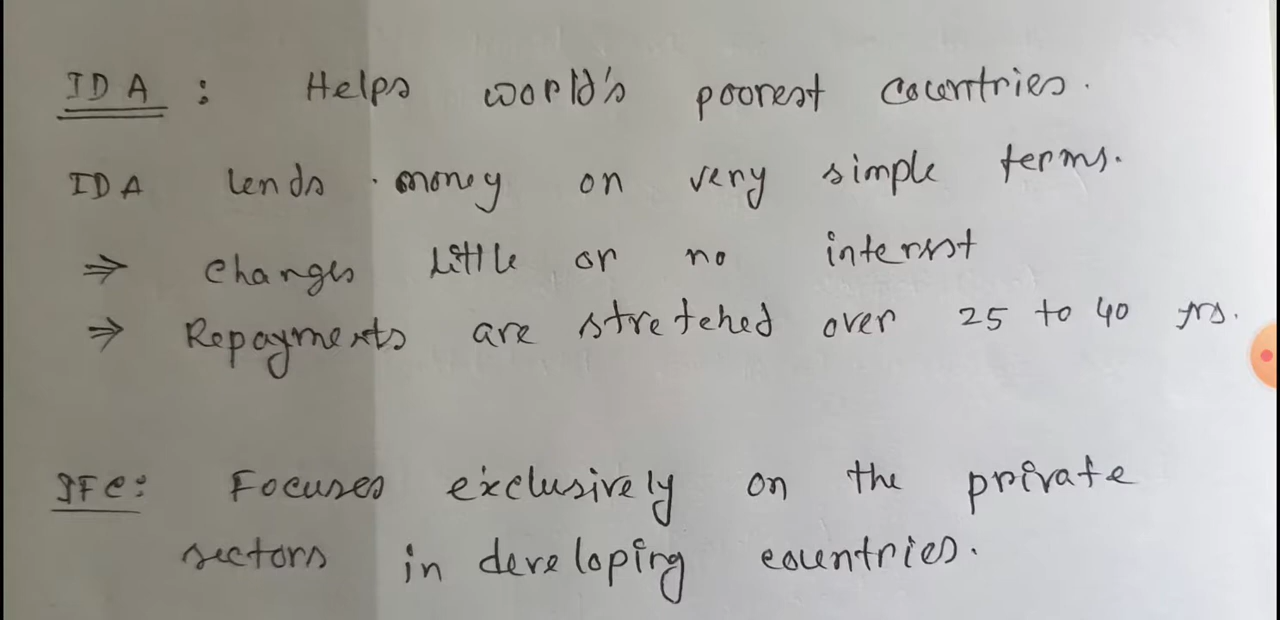 IDA : Helps world's poorest countries.
IDA lends money on very simple terms.
⇒ Charges little or no interest
⇒ Repayments are stretched over 25 to 40 yrs.
IFC: Focuses exclusively on the private
sectors in developing countries.